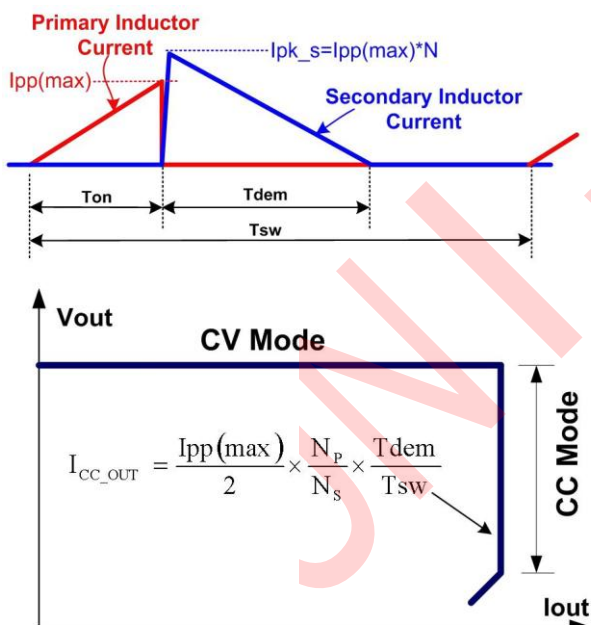 Primary Inductor
Current
Ipk_s=Ipp(max)*N
Ipp(max)
Secondary Inductor
Current
Ton
Tdem
Tsw
Vout
CV Mode
I_CC_OUT = Ipp(max)/2 × N_P/N_S × Tdem/Tsw
CC Mode
Iout
UNI